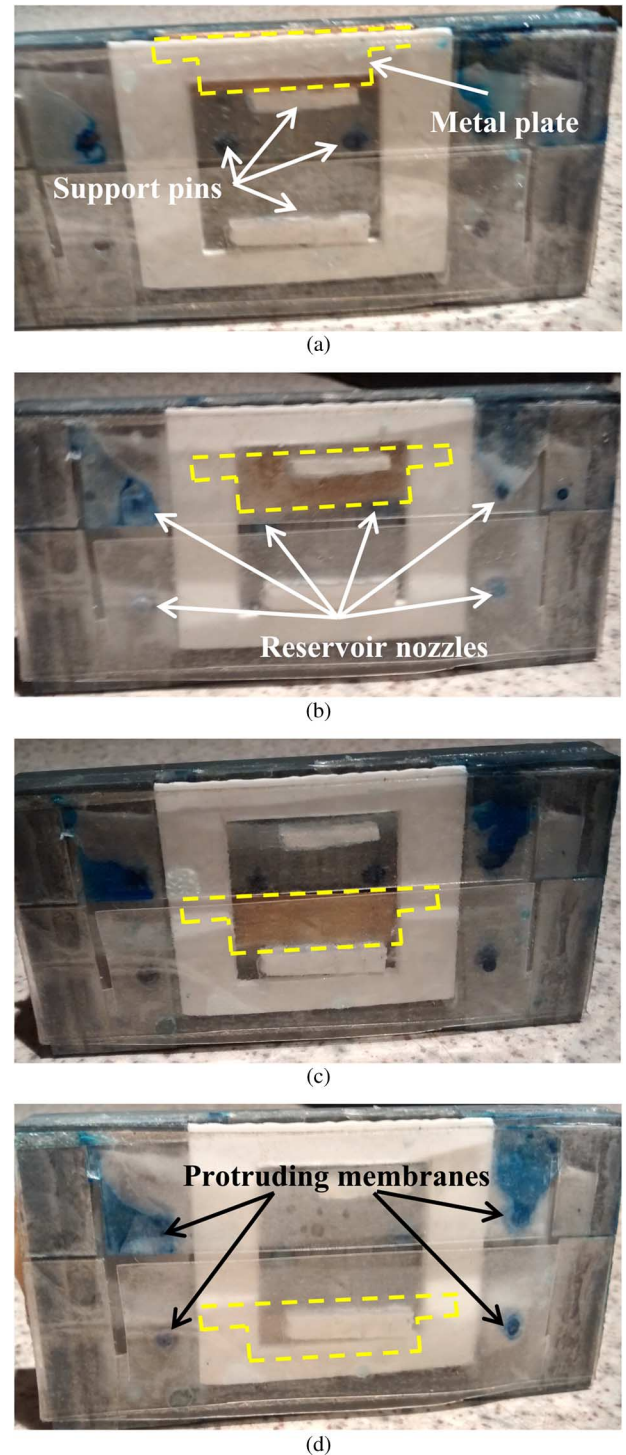 Metal plate
Support pins
(a)
Reservoir nozzles
(b)
(c)
Protruding membranes
(d)